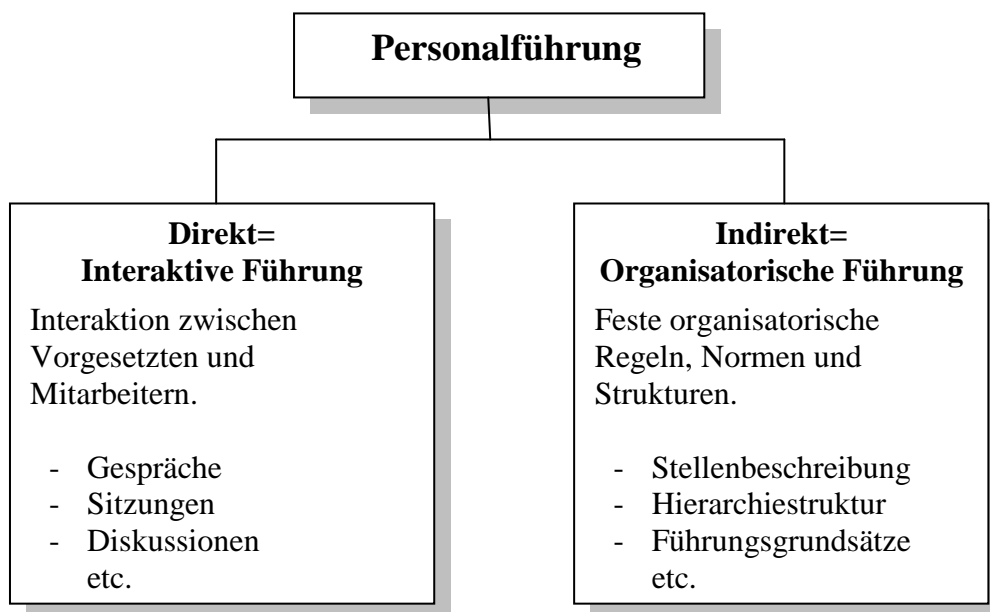 Personalführung
Direkt=
Interaktive Führung
Interaktion zwischen
Vorgesetzten und
Mitarbeitern.
- Gespräche
- Sitzungen
- Diskussionen
etc.
Indirekt=
Organisatorische Führung
Feste organisatorische
Regeln, Normen und
Strukturen.
- Stellenbeschreibung
- Hierarchiestruktur
- Führungsgrundsätze
etc.